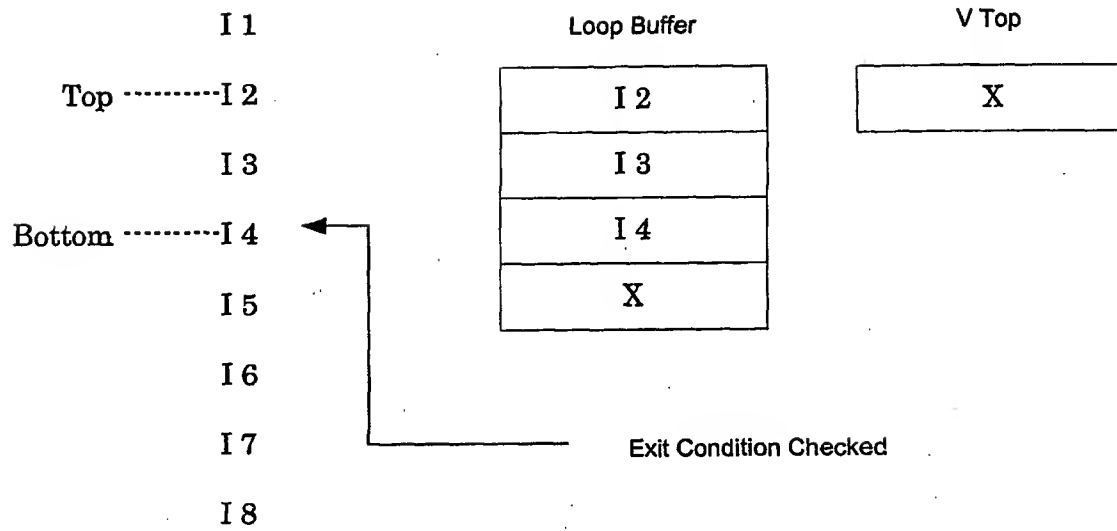 I 1
Loop Buffer
V Top
Top
I 2
I 2
X
I 3
I 3
Bottom
I 4
I 4
I 5
X
I 6
I 7
Exit Condition Checked
I 8